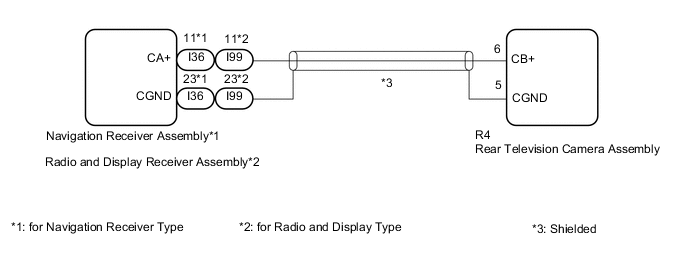 11*1 11*2
CA+ I36 I99 6 CB+
23*1 23*2
*3 5
CGND I36 I99 CGND
Navigation Receiver Assembly*1
R4
Radio and Display Receiver Assembly*2
Rear Television Camera Assembly
*1: for Navigation Receiver Type *2: for Radio and Display Type *3: Shielded